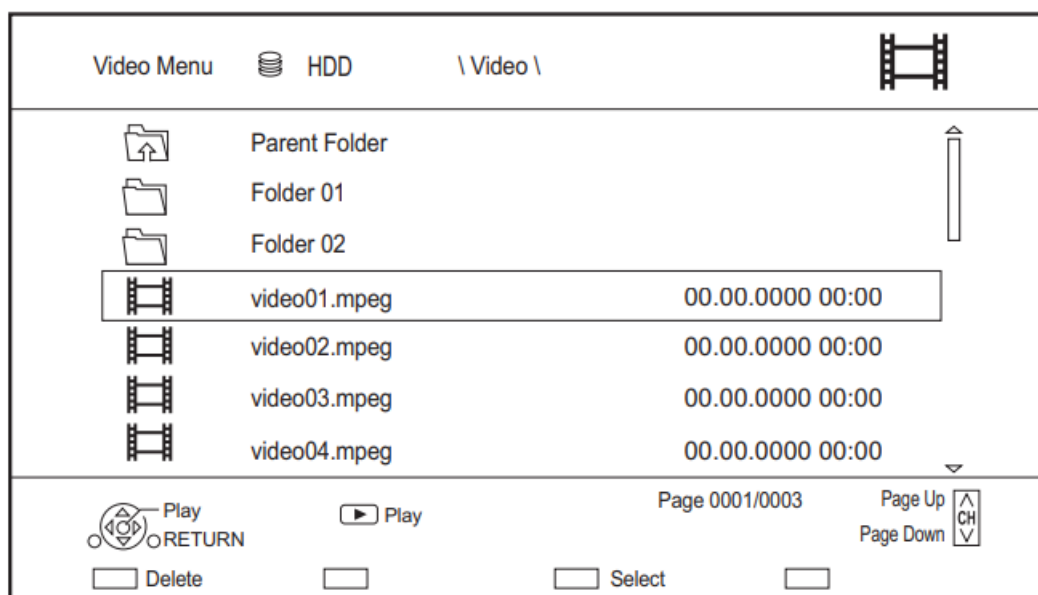 Video Menu HDD \ Video \
Parent Folder
Folder 01
Folder 02
video01.mpeg 00.00.0000 00:00
video02.mpeg 00.00.0000 00:00
video03.mpeg 00.00.0000 00:00
video04.mpeg 00.00.0000 00:00
Play Play Page 0001/0003 Page Up
CH
RETURN Page Down
Delete Select